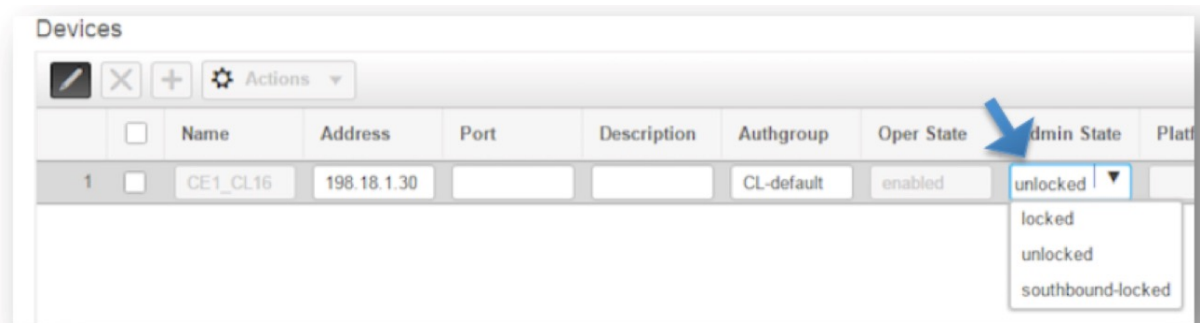 Devices
Actions
Name Address Port Description Authgroup Oper State dmin State Platf
1 CE1_CL16 198.18.1.30 CL-default enabled unlocked
locked
unlocked
southbound-locked